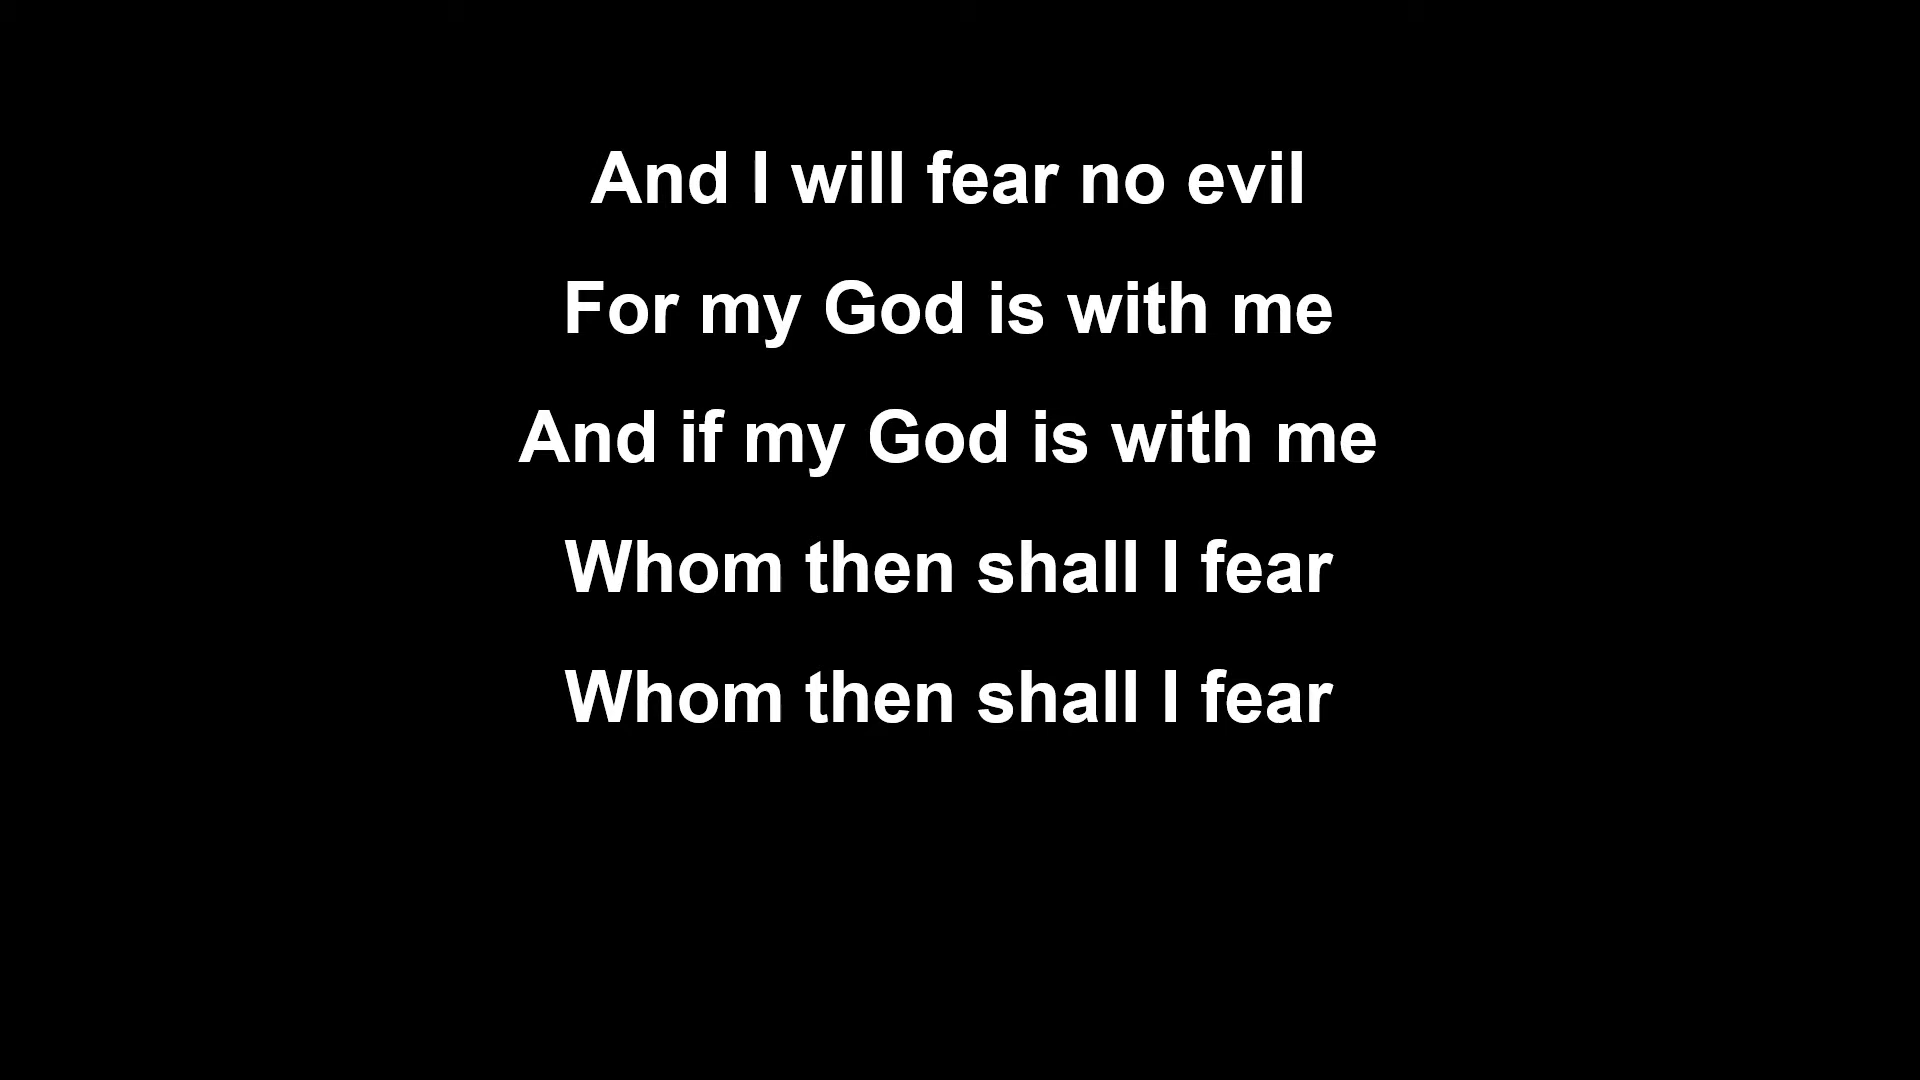 And I will fear no evil
For my God is with me
And if my God is with me
Whom then shall I fear
Whom then shall I fear